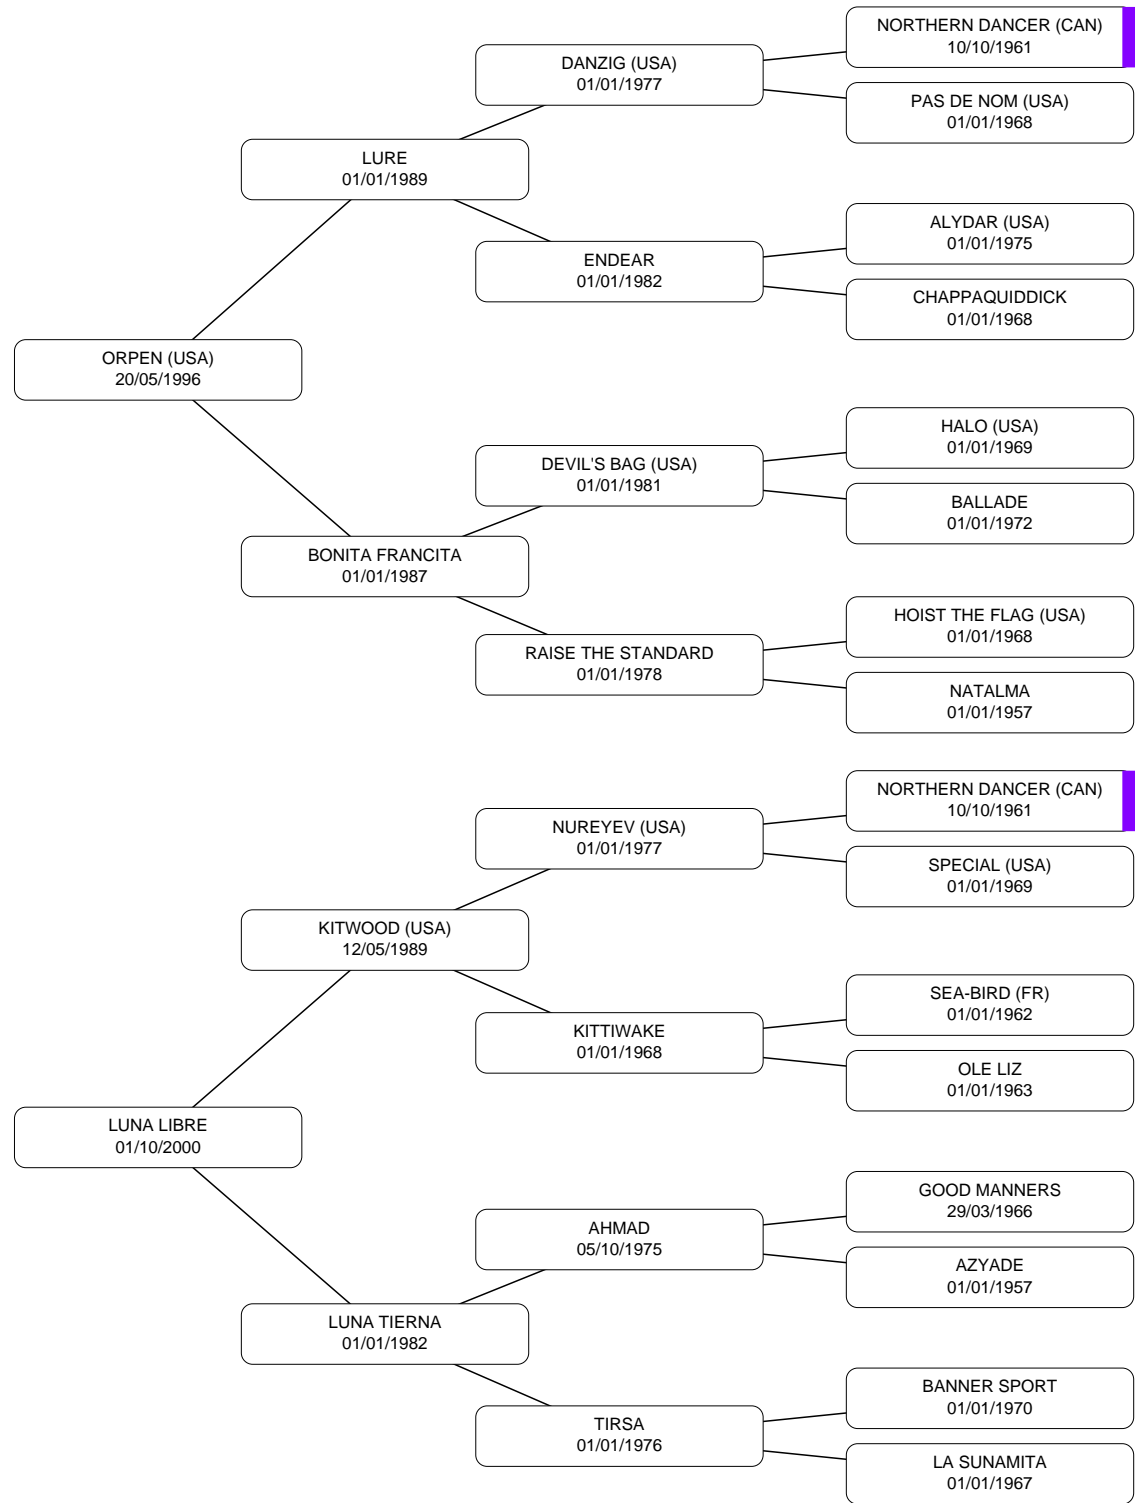 NORTHERN DANCER (CAN)
10/10/1961
DANZIG (USA)
01/01/1977
PAS DE NOM (USA)
01/01/1968
LURE
01/01/1989
ALYDAR (USA)
01/01/1975
ENDEAR
01/01/1982
CHAPPAQUIDDICK
01/01/1968
ORPEN (USA)
20/05/1996
HALO (USA)
01/01/1969
DEVIL'S BAG (USA)
01/01/1981
BALLADE
01/01/1972
BONITA FRANCITA
01/01/1987
HOIST THE FLAG (USA)
01/01/1968
RAISE THE STANDARD
01/01/1978
NATALMA
01/01/1957
NORTHERN DANCER (CAN)
10/10/1961
NUREYEV (USA)
01/01/1977
SPECIAL (USA)
01/01/1969
KITWOOD (USA)
12/05/1989
SEA-BIRD (FR)
01/01/1962
KITTIWAKE
01/01/1968
OLE LIZ
01/01/1963
LUNA LIBRE
01/10/2000
GOOD MANNERS
29/03/1966
AHMAD
05/10/1975
AZYADE
01/01/1957
LUNA TIERNA
01/01/1982
BANNER SPORT
01/01/1970
TIRSA
01/01/1976
LA SUNAMITA
01/01/1967